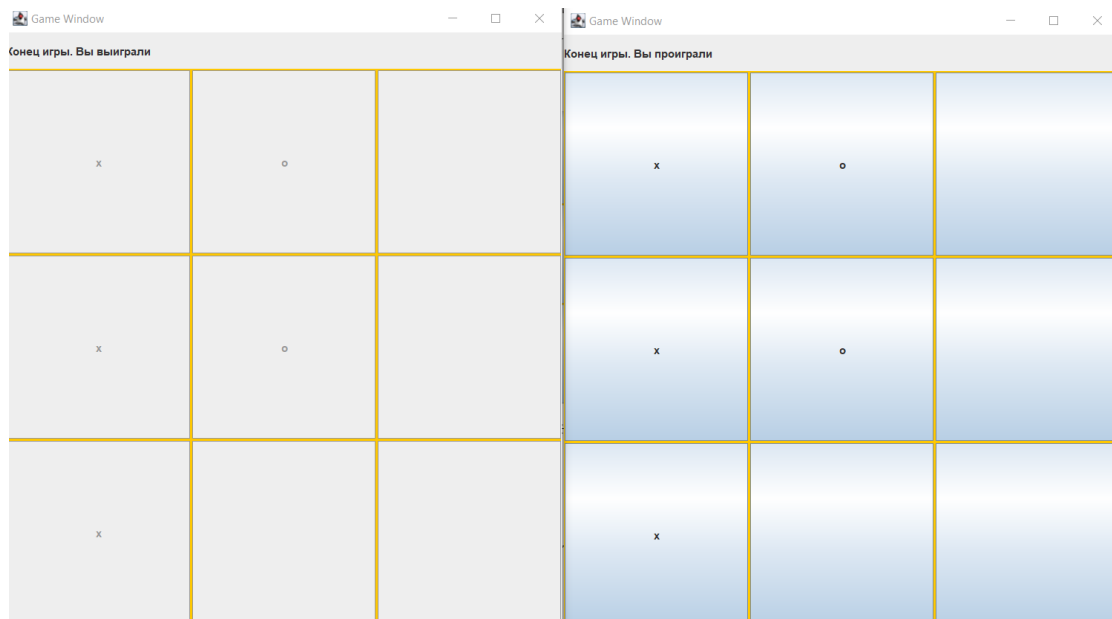 Game Window
Конец игры. Вы выиграли
x o
x o
x
Game Window
Конец игры. Вы проиграли
x o
x o
x